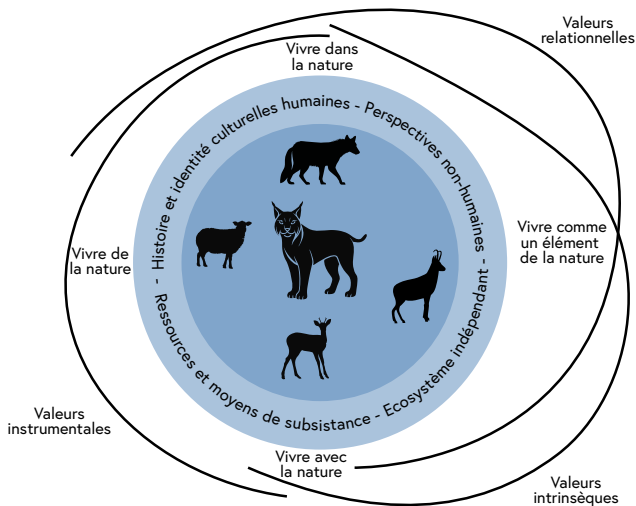 Valeurs
relationnelles
Vivre dans
la nature
Histoire et identité culturelles humaines - Perspectives non-humaines - Ecosystème indépendant - Ressources et moyens de subsistance -
Vivre de
la nature
Vivre comme
un élément
de la nature
Valeurs
instrumentales
Vivre avec
la nature
Valeurs
intrinsèques